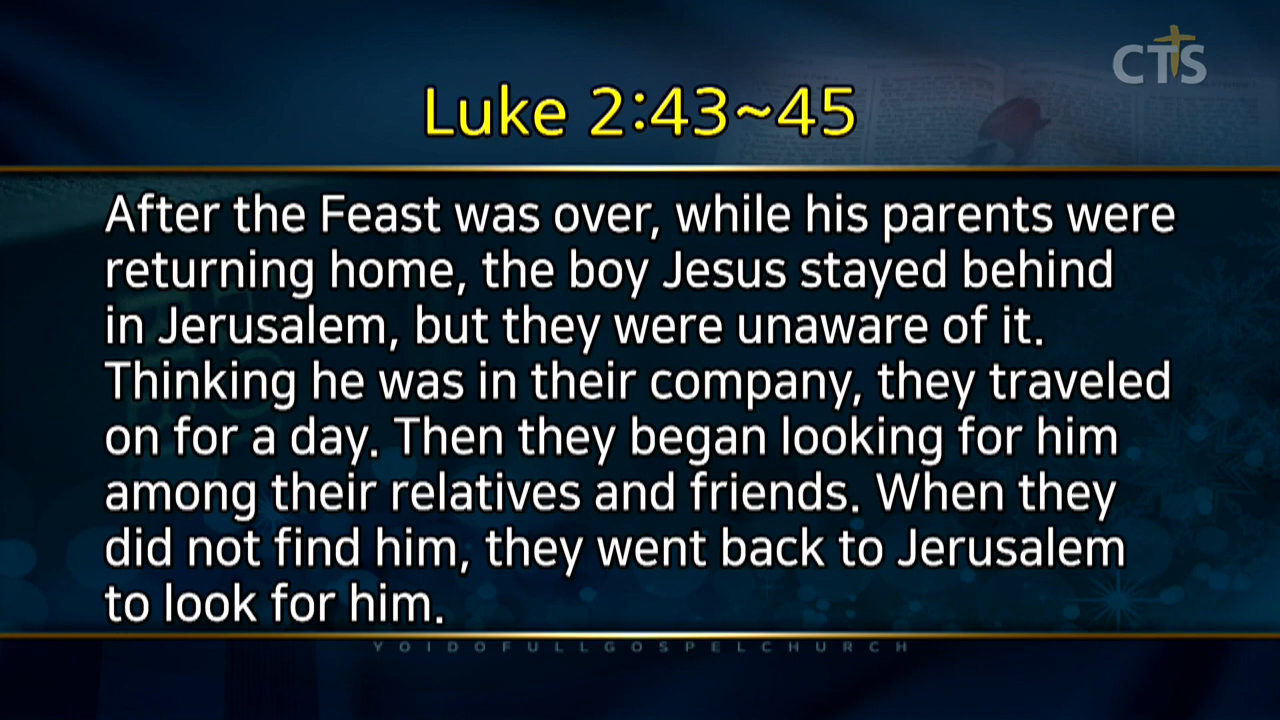 CTS
Luke 2:43~45
After the Feast was over, while his parents were
returning home, the boy Jesus stayed behind
in Jerusalem, but they were unaware of it.
Thinking he was in their company, they traveled
on for a day. Then they began looking for him
among their relatives and friends. When they
did not find him, they went back to Jerusalem
to look for him.
YOIDOFULLGOSPELCHURCH